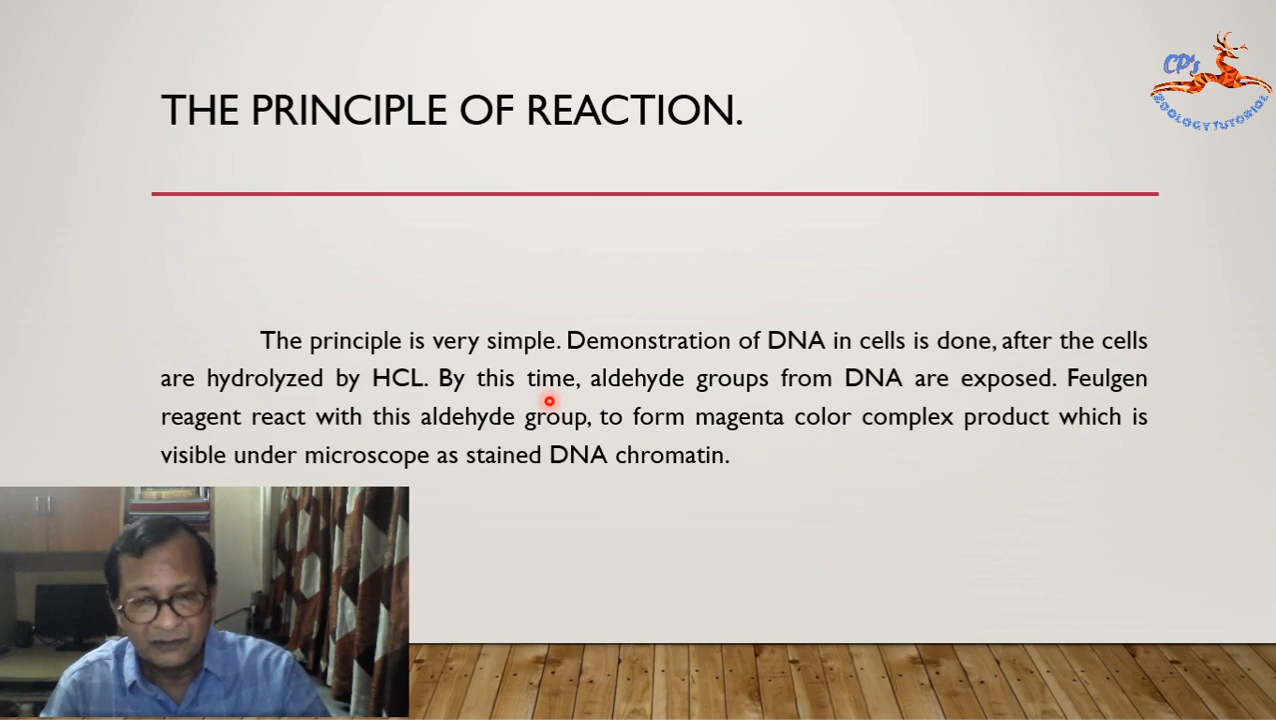 CP's
ZOOLOGY TUTORIAL
THE PRINCIPLE OF REACTION.
The principle is very simple. Demonstration of DNA in cells is done, after the cells
are hydrolyzed by HCL. By this time, aldehyde groups from DNA are exposed. Feulgen
reagent react with this aldehyde group, to form magenta color complex product which is
visible under microscope as stained DNA chromatin.